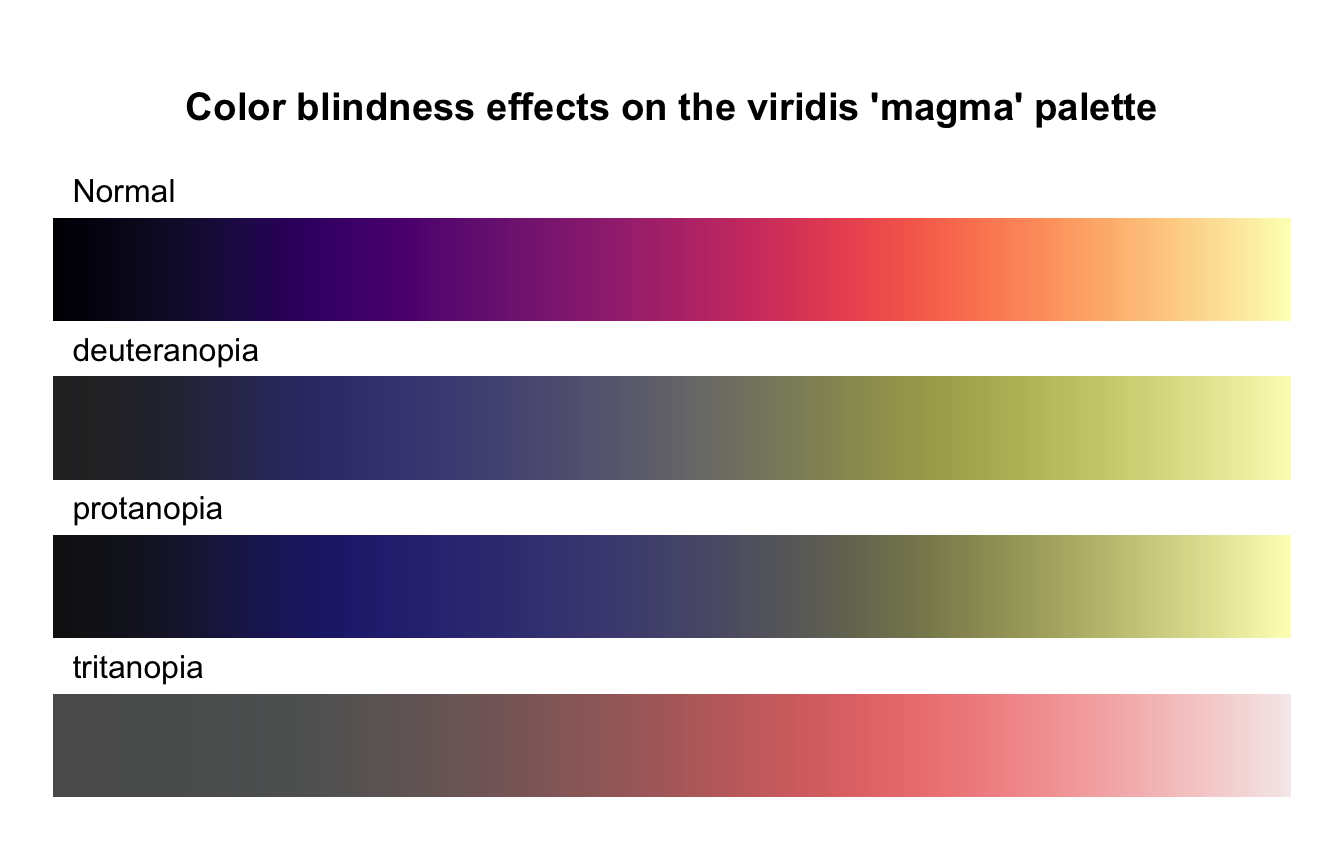 Color blindness effects on the viridis 'magma' palette
Normal
deuteranopia
protanopia
tritanopia